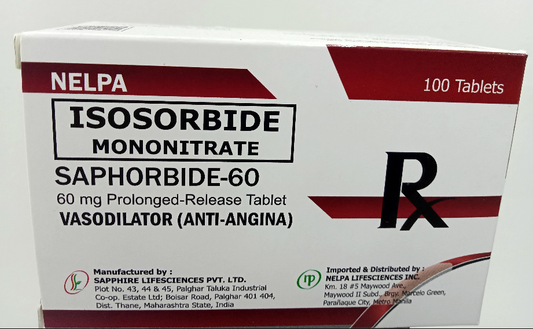 NELPA
100 Tablets
ISOSORBIDE
MONONITRATE
SAPHORBIDE-60
60 mg Prolonged-Release Tablet
VASODILATOR (ANTI-ANGINA)
Rx
Manufactured by :
SAPPHIRE LIFESCIENCES PVT. LTD.
Plot No. 43, 44 & 45, Palghar Taluka Industrial
Co-op. Estate Ltd; Boisar Road, Palghar 401 404,
Dist. Thane, Maharashtra State, India
Imported & Distributed by :
NELPA LIFESCIENCES INC.
Km. 18 #5 Maywood Ave.,
Maywood II Subd., Brgy. Marcelo Green,
Parañaque City, Metro Manila